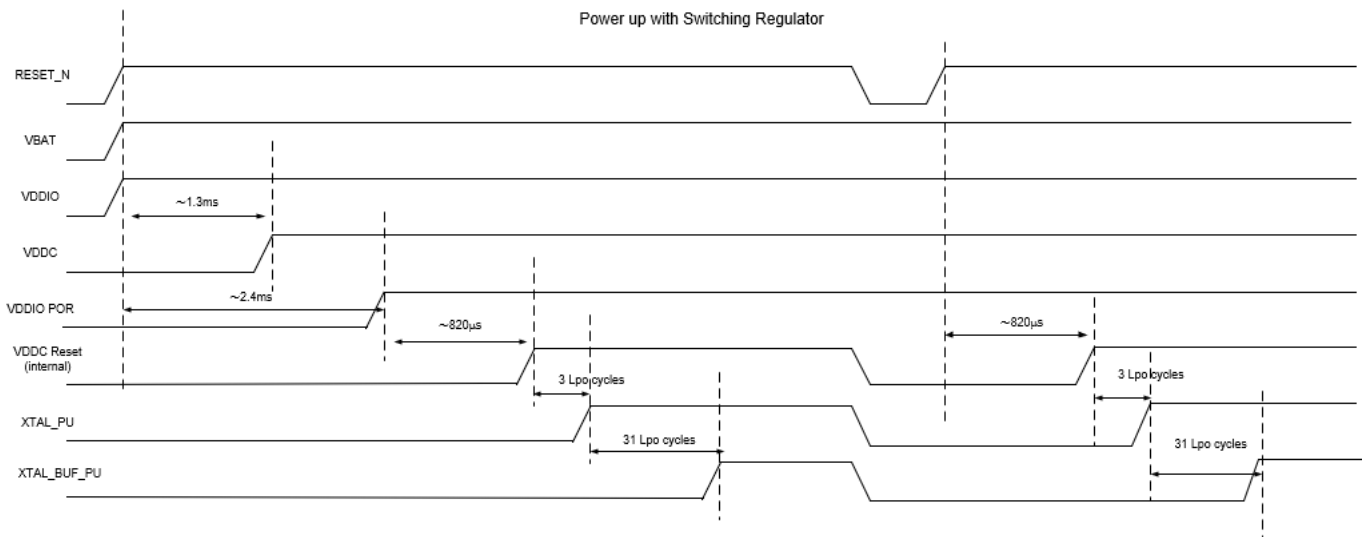 Power up with Switching Regulator
RESET_N
VBAT
VDDIO
~1.3ms
VDDC
~2.4ms
VDDIO POR
~820µs
~820µs
VDDC Reset
(internal)
3 Lpo cycles
3 Lpo cycles
XTAL_PU
31 Lpo cycles
31 Lpo cycles
XTAL_BUF_PU